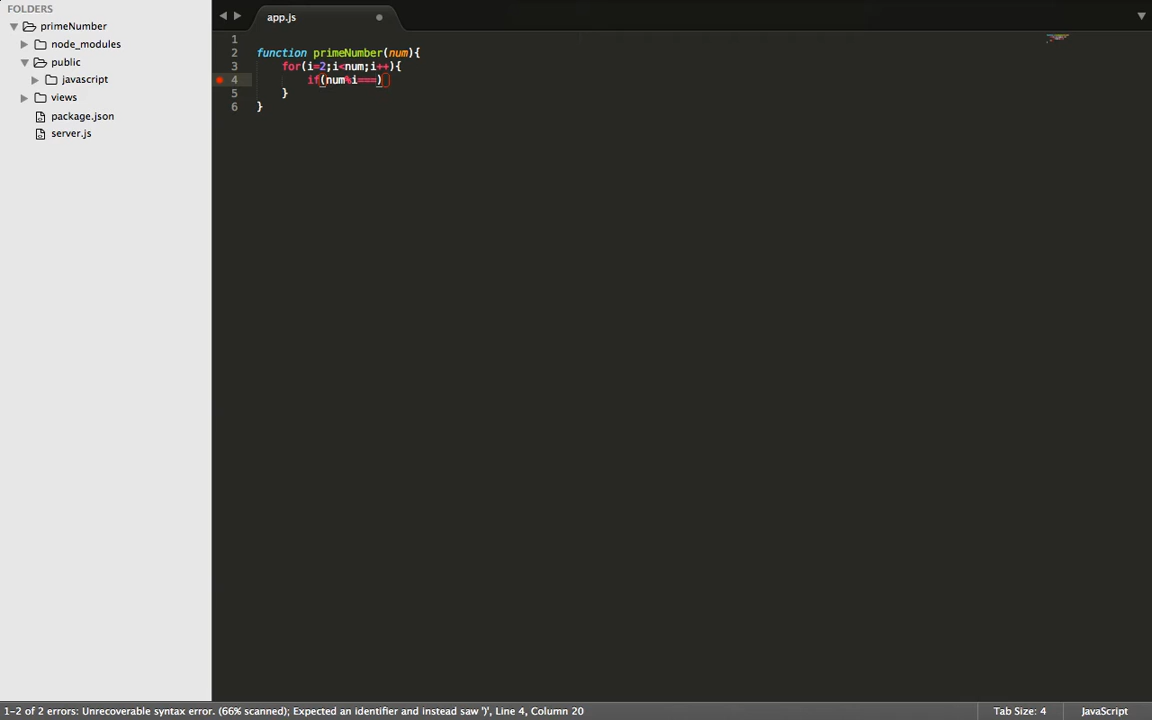 FOLDERS
primeNumber
node_modules
public
javascript
views
package.json
server.js
app.js
1
2 function primeNumber(num){
3 for(i=2;i<num;i++){
4 if(num%i===)
5 }
6 }
1-2 of 2 errors: Unrecoverable syntax error. (66% scanned); Expected an identifier and instead saw ')', Line 4, Column 20
Tab Size: 4
JavaScript